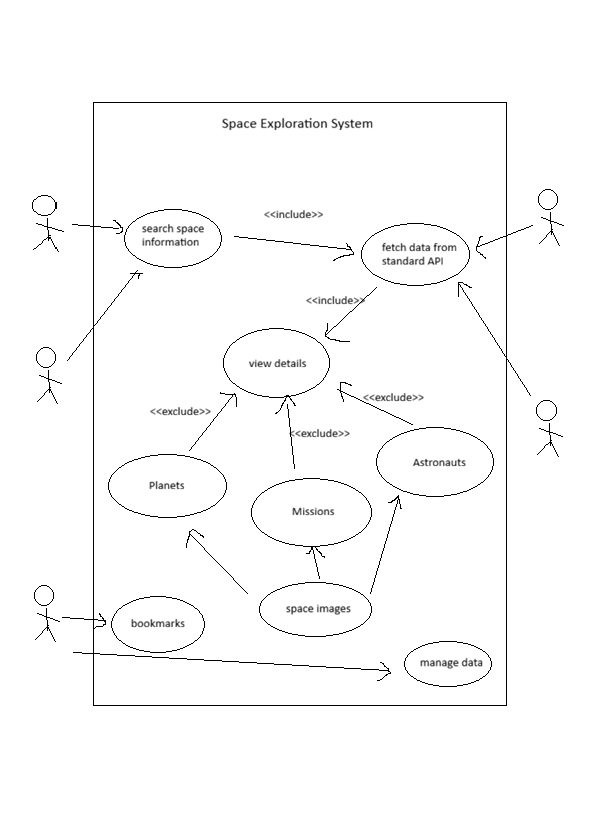 Space Exploration System
<<include>>
search space
information
fetch data from
standard API
<<include>>
view details
<<exclude>>
<<exclude>>
<<exclude>>
Astronauts
Planets
Missions
space images
bookmarks
manage data